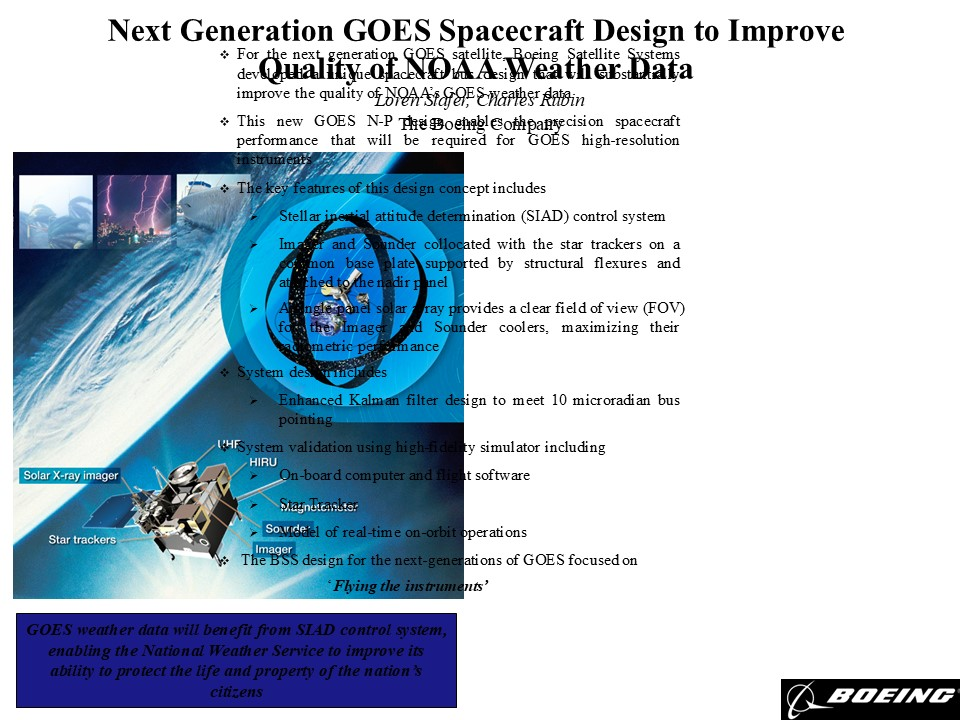 Next Generation GOES Spacecraft Design to Improve
Quality of NOAA Weather Data
Loren Slafer, Charles Rubin
The Boeing Company
❖ For the next generation GOES satellite, Boeing Satellite Systems
developed a unique spacecraft bus design that will substantially
improve the quality of NOAA's GOES weather data
❖ This new GOES N-P design enables the precision spacecraft
performance that will be required for GOES high-resolution
instruments
❖ The key features of this design concept includes
➢ Stellar inertial attitude determination (SIAD) control system
➢ Imager and Sounder collocated with the star trackers on a
common base plate supported by structural flexures and
attached to the nadir panel
➢ A single panel solar array provides a clear field of view (FOV)
for the Imager and Sounder coolers, maximizing their
radiometric performance
❖ System design includes
➢ Enhanced Kalman filter design to meet 10 microradian bus
pointing
❖ System validation using high-fidelity simulator including
➢ On-board computer and flight software
➢ Star Tracker
➢ Model of real-time on-orbit operations
❖ The BSS design for the next-generations of GOES focused on
‘Flying the instruments’
UHF
HIRU
Solar X-ray imager
Magnetometer
Sounder
Star trackers
Imager
GOES weather data will benefit from SIAD control system,
enabling the National Weather Service to improve its
ability to protect the life and property of the nation’s
citizens
BOEING